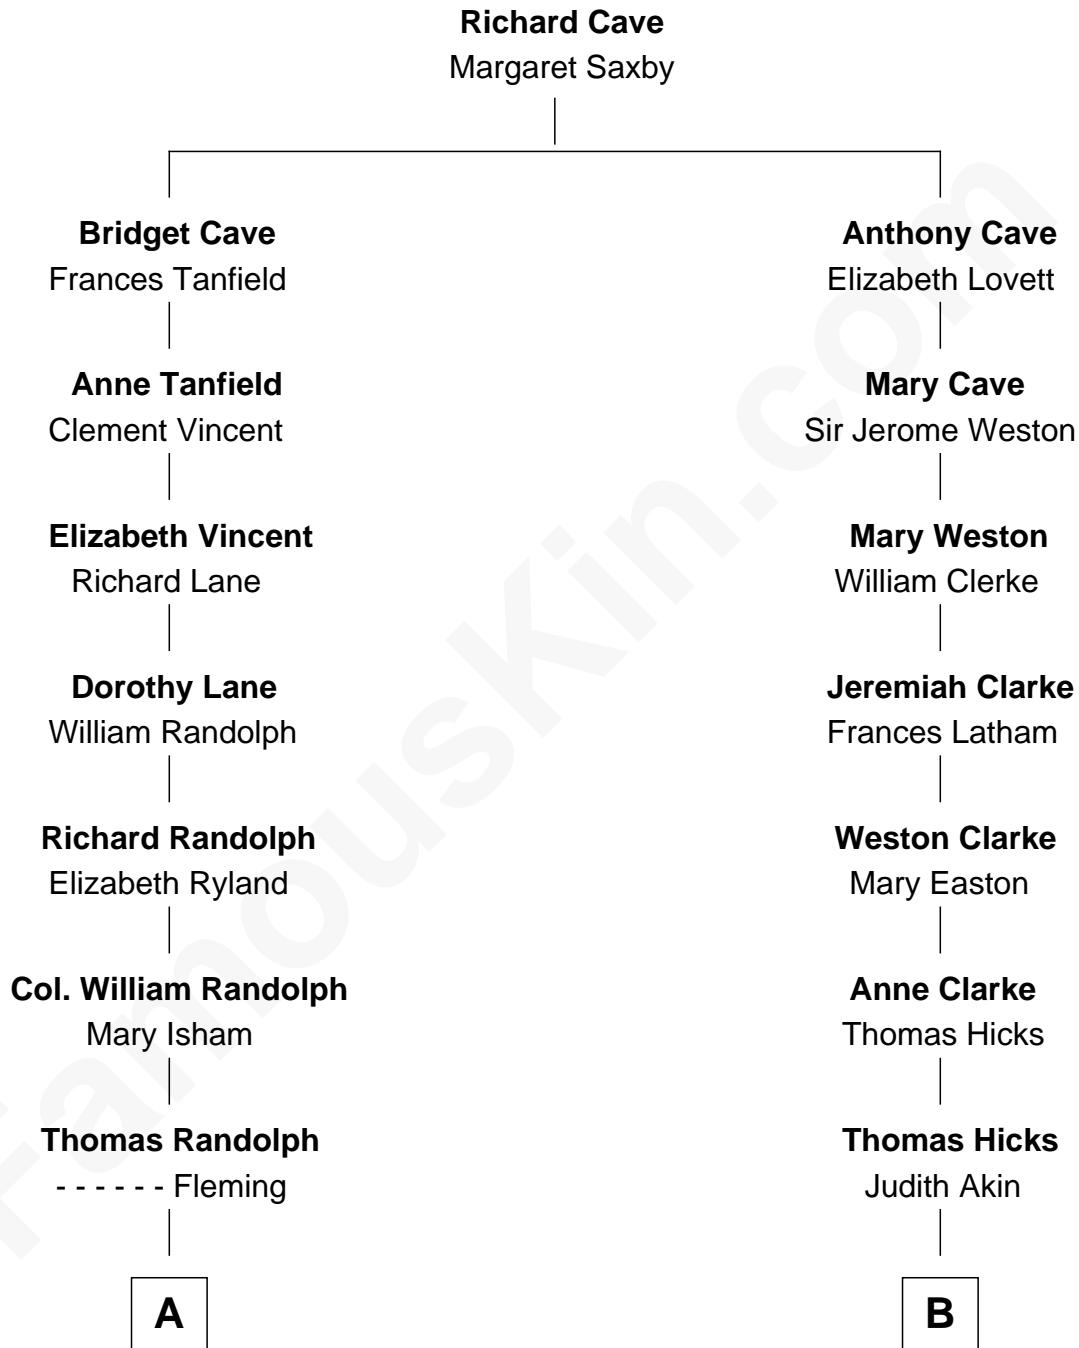 Richard Cave
Margaret Saxby
Bridget Cave
Frances Tanfield
Anthony Cave
Elizabeth Lovett
Anne Tanfield
Clement Vincent
Mary Cave
Sir Jerome Weston
Elizabeth Vincent
Richard Lane
Mary Weston
William Clerke
Dorothy Lane
William Randolph
Jeremiah Clarke
Frances Latham
Richard Randolph
Elizabeth Ryland
Weston Clarke
Mary Easton
Col. William Randolph
Mary Isham
Anne Clarke
Thomas Hicks
Thomas Randolph
- - - - - - Fleming
Thomas Hicks
Judith Akin
A
B
FamousKin.com